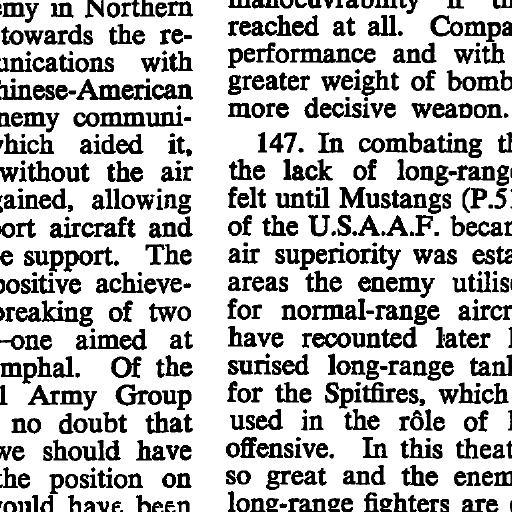 emy in Northern
towards the re-
unications with
hinese-American
nemy communi-
which aided it,
without the air
gained, allowing
port aircraft and
e support. The
positive achieve-
breaking of two
—one aimed at
mphal. Of the
l Army Group
no doubt that
we should have
the position on
would have been
manoeuvrability if
reached at all. Compa
performance and with
greater weight of bomb
more decisive weapon.
147. In combating th
the lack of long-rang
felt until Mustangs (P.51
of the U.S.A.A.F. becam
air superiority was esta
areas the enemy utilise
for normal-range aircr
have recounted later
surised long-range tank
for the Spitfires, which
used in the rôle of
offensive. In this theat
so great and the enem
long-range fighters are